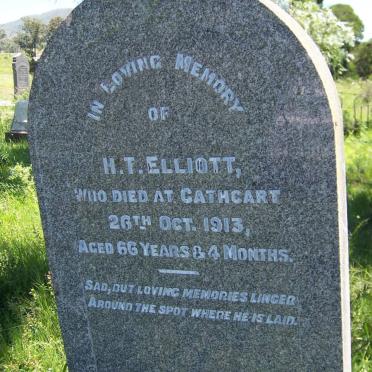 IN LOVING MEMORY
OF
H.T. ELLIOTT,
WHO DIED AT CATHCART
26TH OCT. 1913,
AGED 66 YEARS & 4 MONTHS.
SAD, BUT LOVING MEMORIES LINGER
AROUND THE SPOT WHERE HE IS LAID.